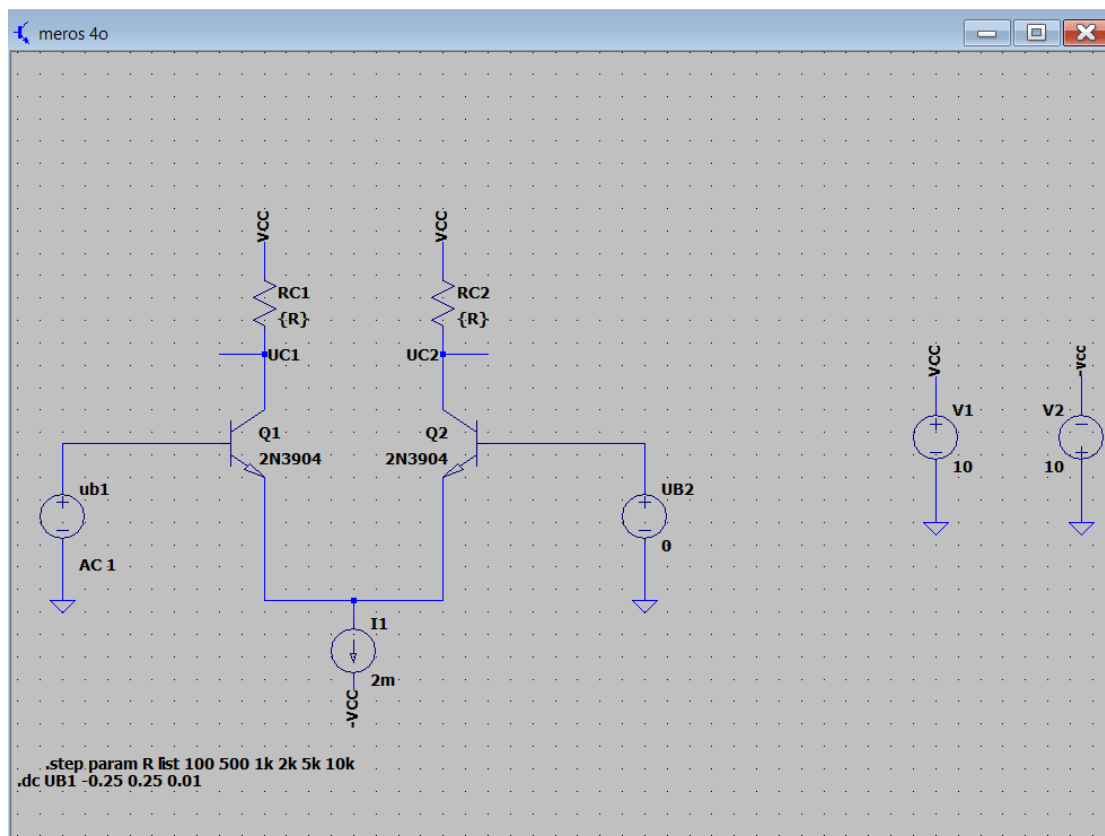 meros 4o
VCC
VCC
RC1
{R}
RC2
{R}
UC1
UC2
VCC
-vcc
Q1
2N3904
Q2
2N3904
V1
10
V2
10
ub1
AC 1
UB2
0
I1
2m
-VCC
.step param R list 100 500 1k 2k 5k 10k
.dc UB1 -0.25 0.25 0.01